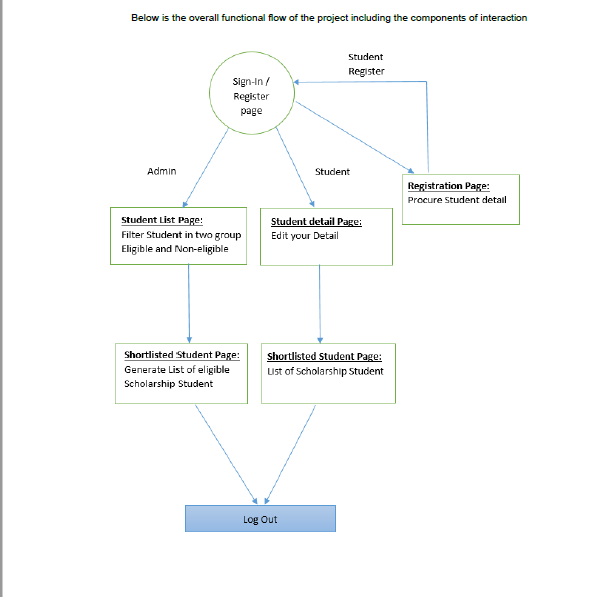 Below is the overall functional flow of the project including the components of interaction
Student
Register
Sign-In /
Register
page
Admin
Student
Registration Page:
Procure Student detail
Student List Page:
Filter Student in two group
Eligible and Non-eligible
Student detail Page:
Edit your Detail
Shortlisted Student Page:
Generate List of eligible
Scholarship Student
Shortlisted Student Page:
List of Scholarship Student
Log Out